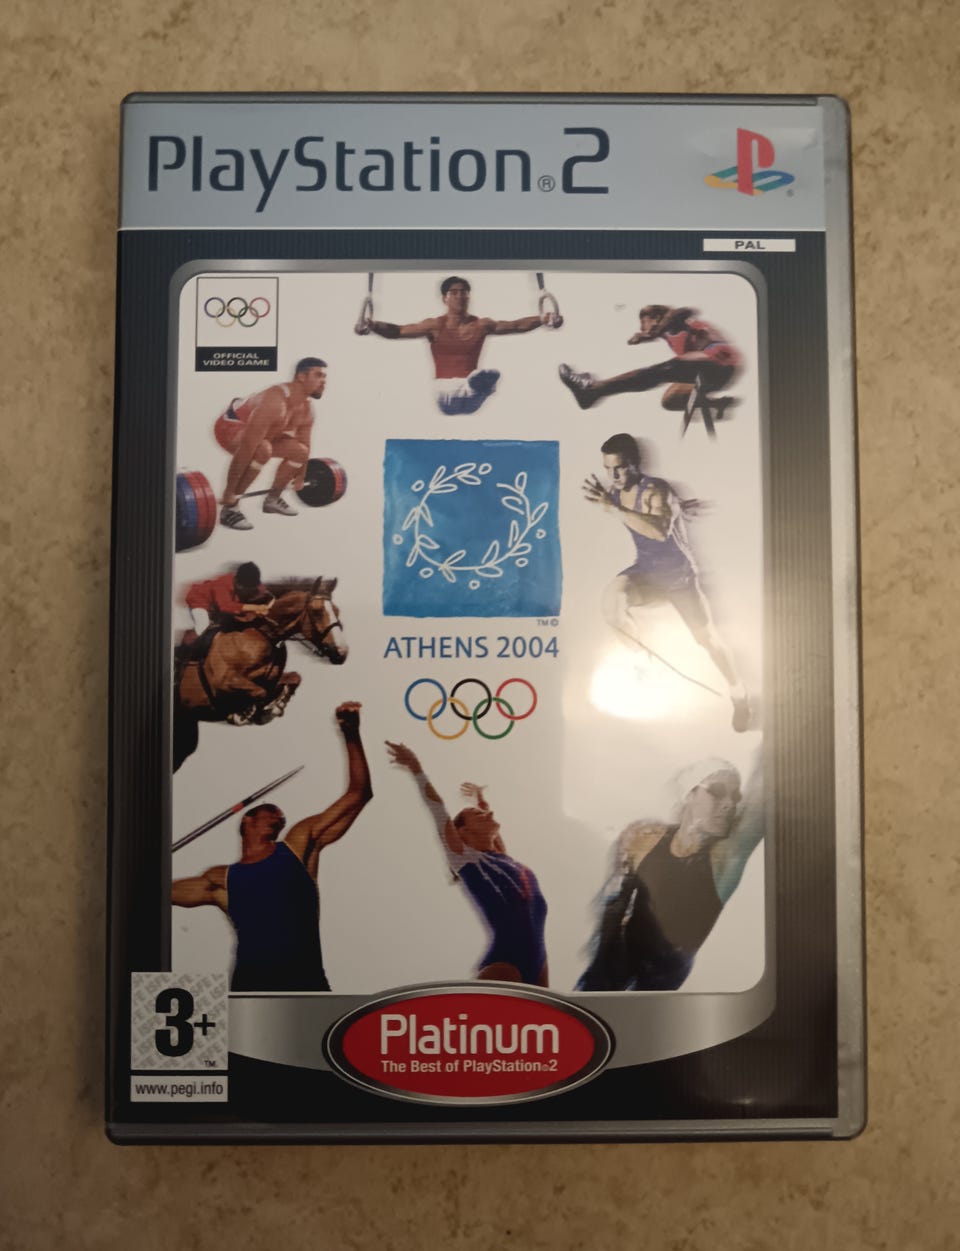 PlayStation®2
PAL
OFFICIAL
VIDEO GAME
TM©
ATHENS 2004
3+
TM
www.pegi.info
Platinum
The Best of PlayStation®2